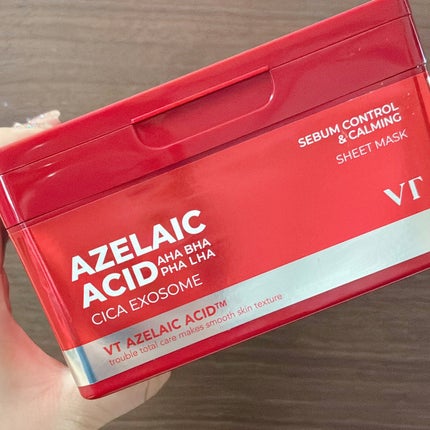 SEBUM CONTROL
& CALMING
SHEET MASK
VT
AZELAIC
ACID
AHA BHA
PHA LHA
CICA EXOSOME
VT AZELAIC ACID™
trouble total care makes smooth skin texture